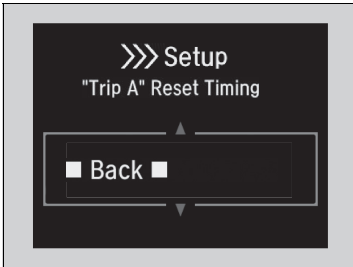 >>> Setup
"Trip A" Reset Timing
■ Back ■